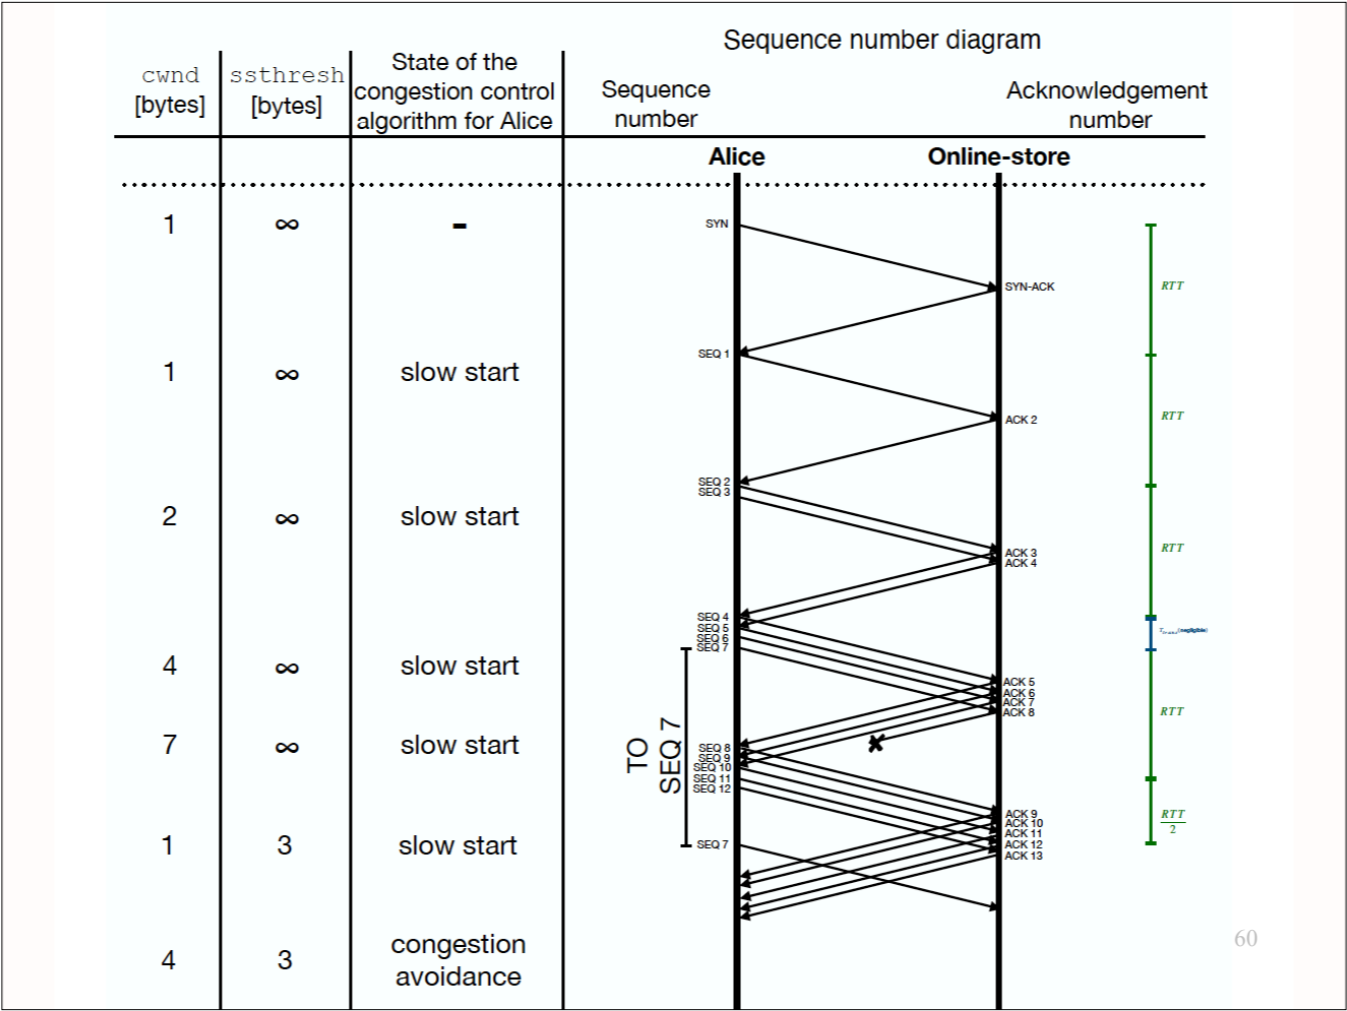 Sequence number diagram
cwnd
[bytes]
ssthresh
[bytes]
State of the
congestion control
algorithm for Alice
Sequence
number
Acknowledgement
number
Alice
Online-store
1 ∞ -
SYN
SYN-ACK
RTT
SEQ 1
1 ∞ slow start
RTT
ACK 2
SEQ 2
SEQ 3
2 ∞ slow start
RTT
ACK 3
ACK 4
SEQ 4
SEQ 5
SEQ 6
SEQ 7
(negligible)
4 ∞ slow start
ACK 5
ACK 6
ACK 7
ACK 8
RTT
7 ∞ slow start
TO
SEQ 7
SEQ 8
SEQ 9
SEQ 10
SEQ 11
SEQ 12
ACK 9
ACK 10
ACK 11
ACK 12
ACK 13
RTT
2
1 3 slow start
SEQ 7
4 3 congestion
avoidance
60